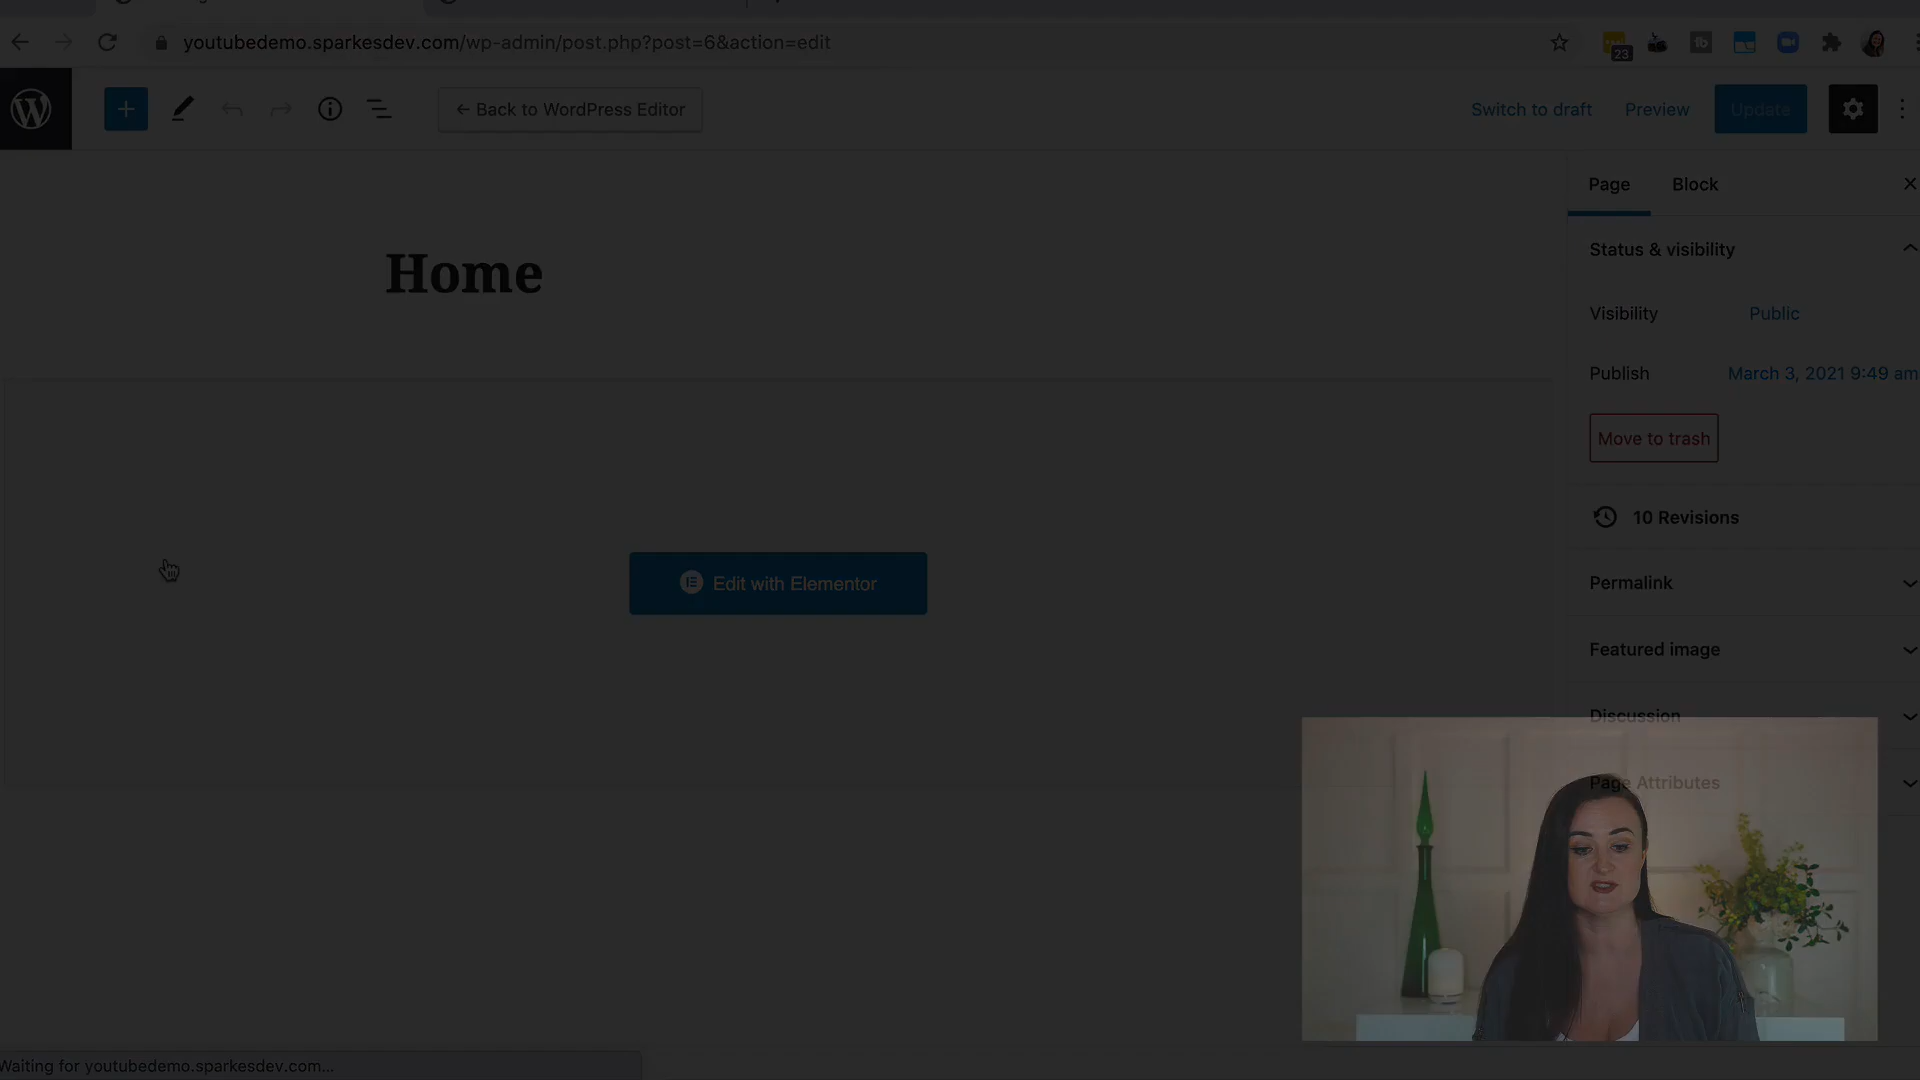 youtubedemo.sparkesdev.com/wp-admin/post.php?post=6&action=edit
23
← Back to WordPress Editor
Switch to draft
Preview
Update
Page
Block
Status & visibility
Home
Visibility
Public
Publish
March 3, 2021 9:49 am
Move to trash
10 Revisions
Edit with Elementor
Permalink
Featured image
Discussion
Page Attributes
Waiting for youtubedemo.sparkesdev.com...